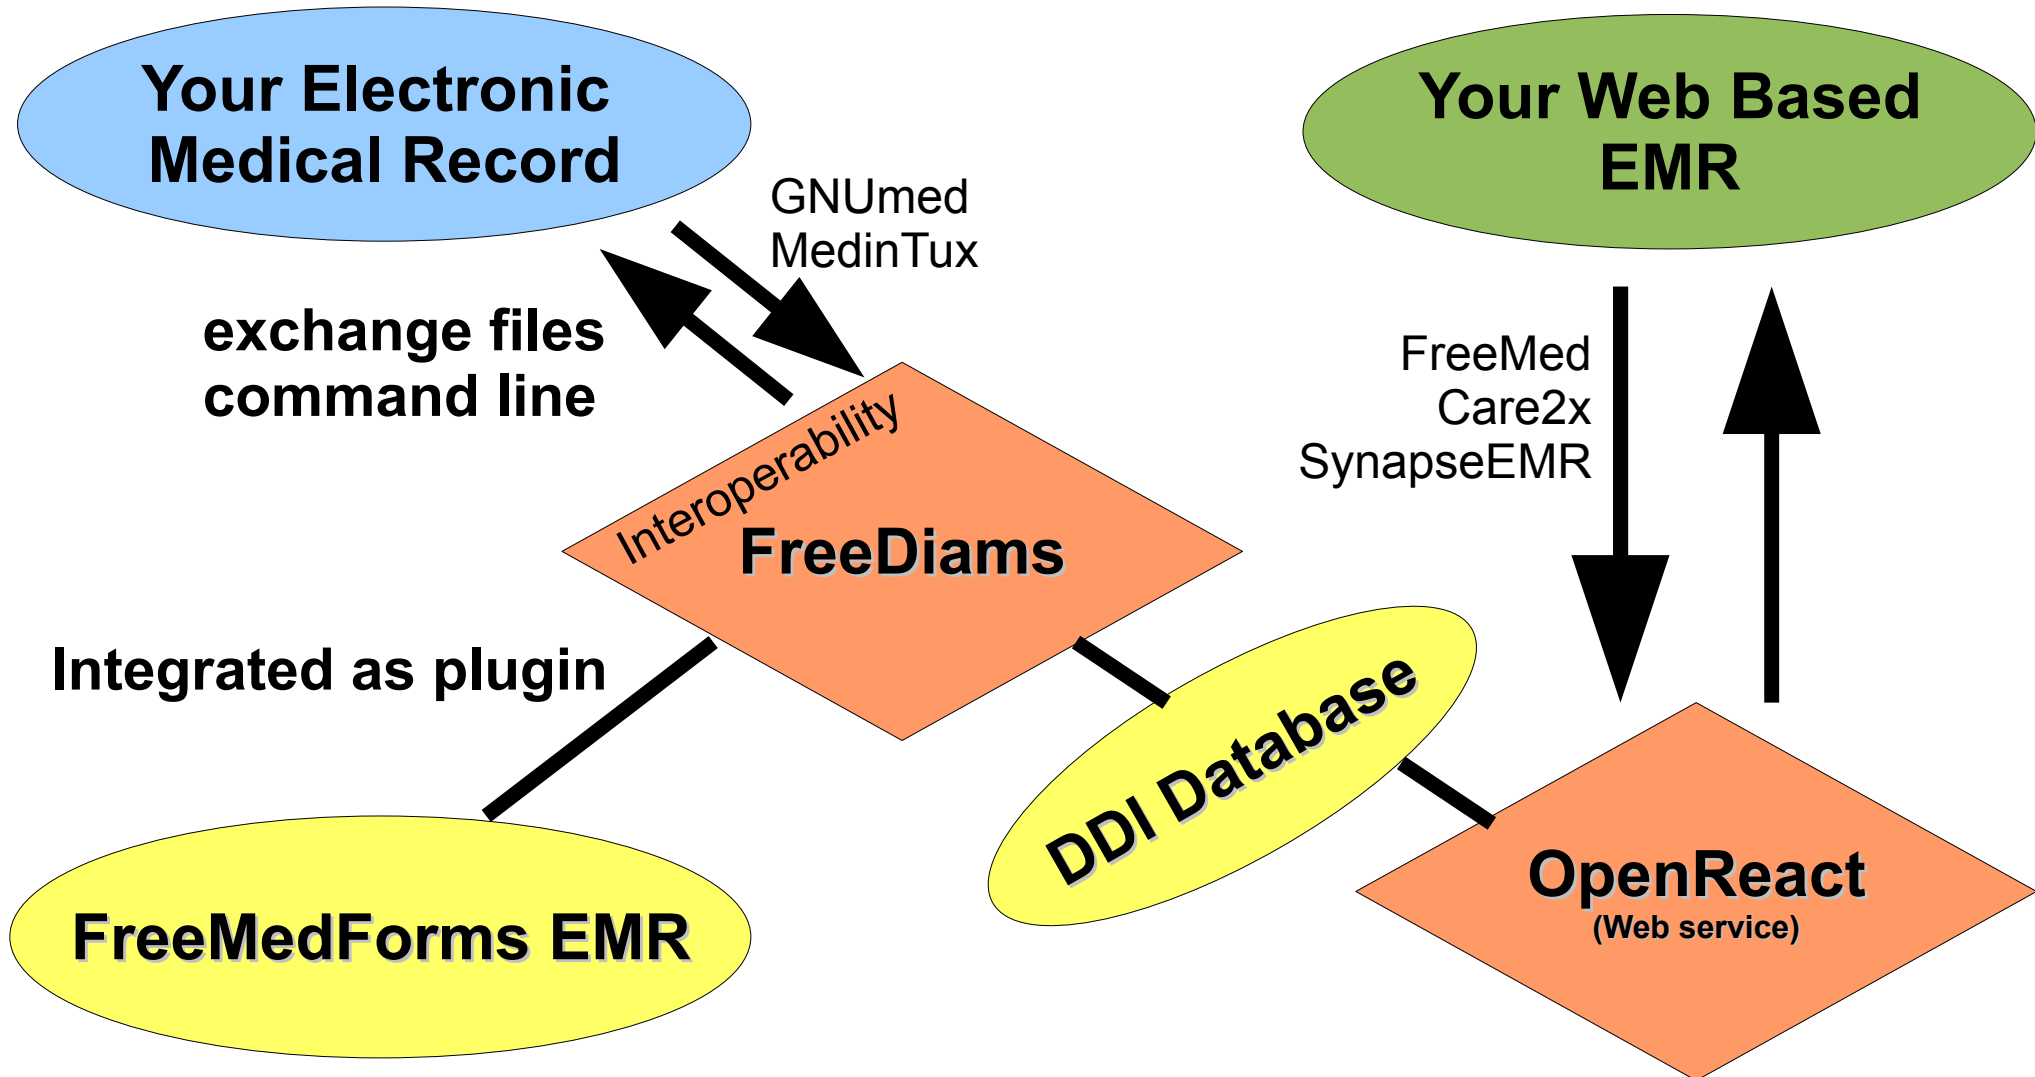 Your Electronic
Medical Record
Your Web Based
EMR
GNUmed
MedinTux
exchange files
command line
FreeMed
Care2x
SynapseEMR
Interoperability
FreeDiams
Integrated as plugin
DDI Database
OpenReact
(Web service)
FreeMedForms EMR